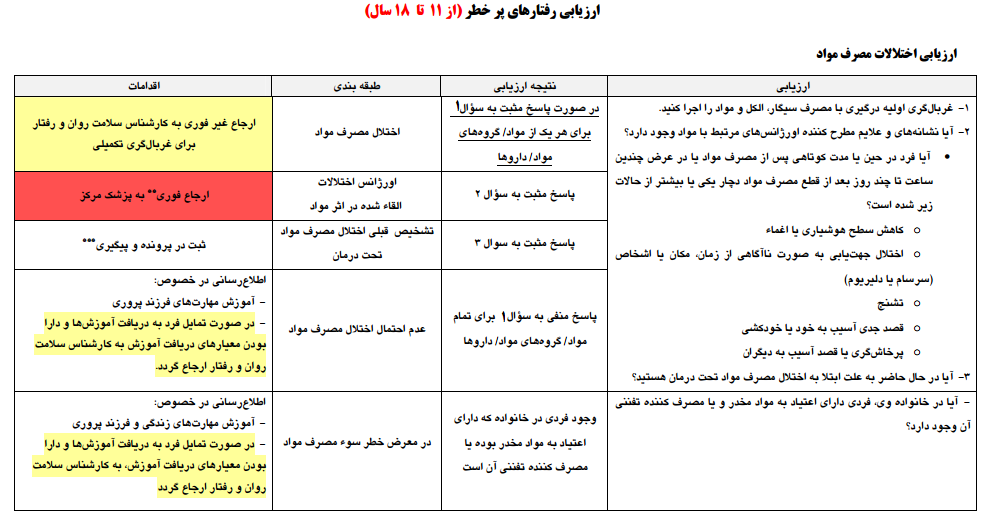 ارزیابی رفتارهای پر خطر (از ۱۱ تا ۱۸ سال)
ارزیابی اختلالات مصرف مواد
ارزیابی
نتیجه ارزیابی
طبقه بندی
اقدامات
۱- غربال‌گری اولیه درگیری با مصرف سیگار، الکل و مواد را اجرا کنید.
۲- آیا نشانه‌های و علایم مطرح کننده اورژانس‌های مرتبط با مواد وجود دارد؟
• آیا فرد در حین یا مدت کوتاهی پس از مصرف مواد یا در عرض چندین
ساعت تا چند روز بعد از قطع مصرف مواد دچار یکی یا بیشتر از حالات
زیر شده است؟
○ کاهش سطح هوشیاری یا اغماء
○ اختلال جهت‌یابی به صورت ناآگاهی از زمان، مکان یا اشخاص
(سرسام یا دلیریوم)
○ تشنج
○ قصد جدی آسیب به خود یا خودکشی
○ پرخاش‌گری یا قصد آسیب به دیگران
۳- آیا در حال حاضر به علت ابتلا به اختلال مصرف مواد تحت درمان هستید؟
در صورت پاسخ مثبت به سؤال۱
برای هر یک از مواد/ گروه‌های
مواد/ داروها
اختلال مصرف مواد
ارجاع غیر فوری به کارشناس سلامت روان و رفتار
برای غربال‌گری تکمیلی
پاسخ مثبت به سؤال ۲
اورژانس اختلالات
القاء شده در اثر مواد
ارجاع فوری** به پزشک مرکز
پاسخ مثبت به سوال ۳
تشخیص قبلی اختلال مصرف مواد
تحت درمان
ثبت در پرونده و پیگیری***
پاسخ منفی به سؤال۱ برای تمام
مواد/ گروه‌های مواد/ داروها
عدم احتمال اختلال مصرف مواد
اطلاع‌رسانی در خصوص:
- آموزش مهارت‌های فرزند پروری
- در صورت تمایل فرد به دریافت آموزش‌ها و دارا
بودن معیارهای دریافت آموزش به کارشناس سلامت
روان و رفتار ارجاع گردد.
- آیا در خانواده وی، فردی دارای اعتیاد به مواد مخدر و یا مصرف کننده تفننی
آن وجود دارد؟
وجود فردی در خانواده که دارای
اعتیاد به مواد مخدر بوده یا
مصرف کننده تفننی آن است
در معرض خطر سوء مصرف مواد
اطلاع‌رسانی در خصوص:
- آموزش مهارت‌های زندگی و فرزند پروری
- در صورت تمایل فرد به دریافت آموزش‌ها و دارا
بودن معیارهای دریافت آموزش، به کارشناس سلامت
روان و رفتار ارجاع گردد